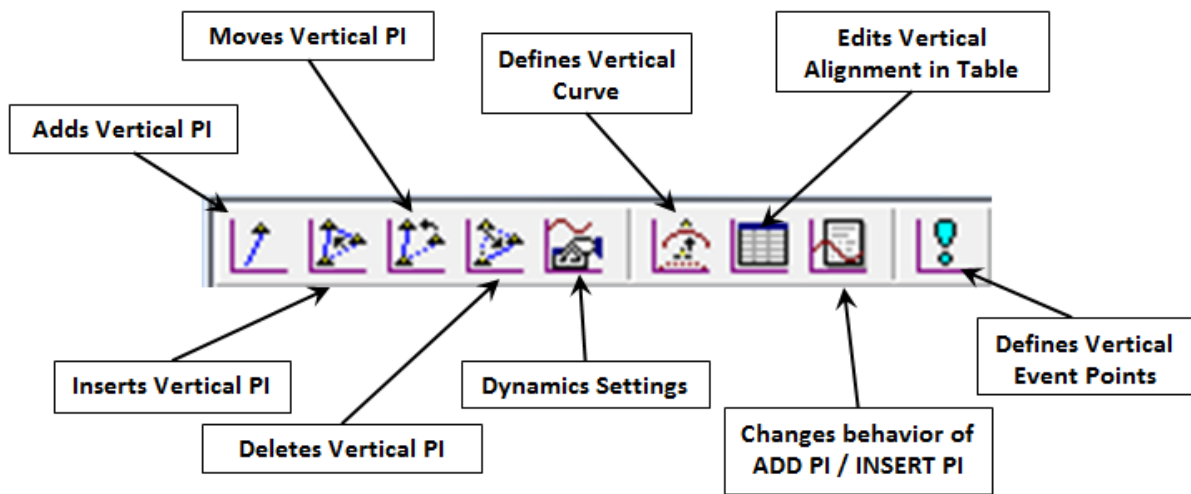 Moves Vertical PI
Edits Vertical
Alignment in Table
Defines Vertical
Curve
Adds Vertical PI
Inserts Vertical PI
Dynamics Settings
Defines Vertical
Event Points
Deletes Vertical PI
Changes behavior of
ADD PI / INSERT PI